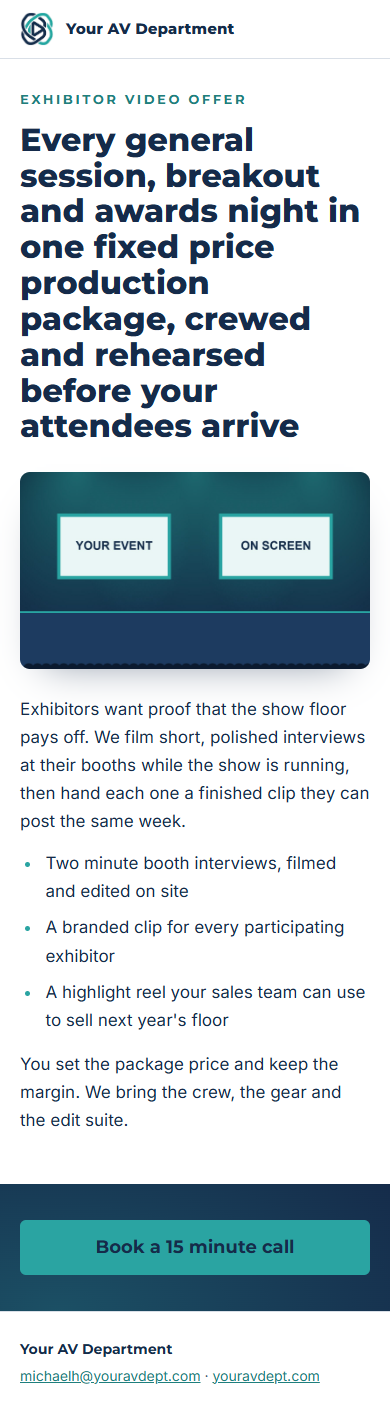 Your AV Department
EXHIBITOR VIDEO OFFER
Every general
session, breakout
and awards night in
one fixed price
production
package, crewed
and rehearsed
before your
attendees arrive
YOUR EVENT
ON SCREEN
Exhibitors want proof that the show floor
pays off. We film short, polished interviews
at their booths while the show is running,
then hand each one a finished clip they can
post the same week.
• Two minute booth interviews, filmed
and edited on site
• A branded clip for every participating
exhibitor
• A highlight reel your sales team can use
to sell next year's floor
You set the package price and keep the
margin. We bring the crew, the gear and
the edit suite.
Book a 15 minute call
Your AV Department
michaelh@youravdept.com · youravdept.com